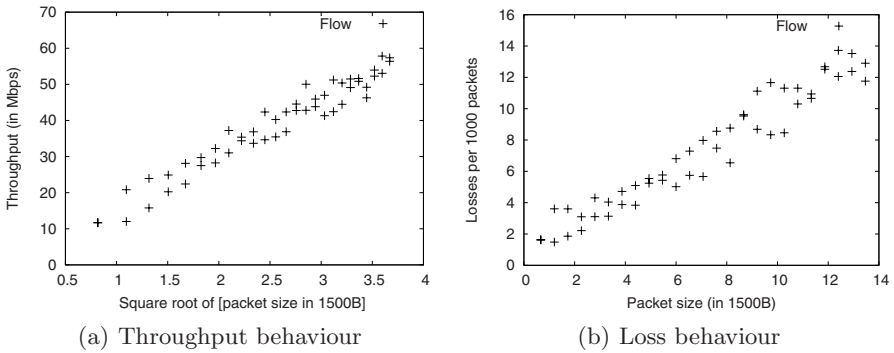 70
60
50
40
30
20
10
0
Throughput (in Mbps)
Flow
0.5 1 1.5 2 2.5 3 3.5 4
Square root of [packet size in 1500B]
(a) Throughput behaviour
16
14
12
10
8
6
4
2
0
Losses per 1000 packets
Flow
0 2 4 6 8 10 12 14
Packet size (in 1500B)
(b) Loss behaviour